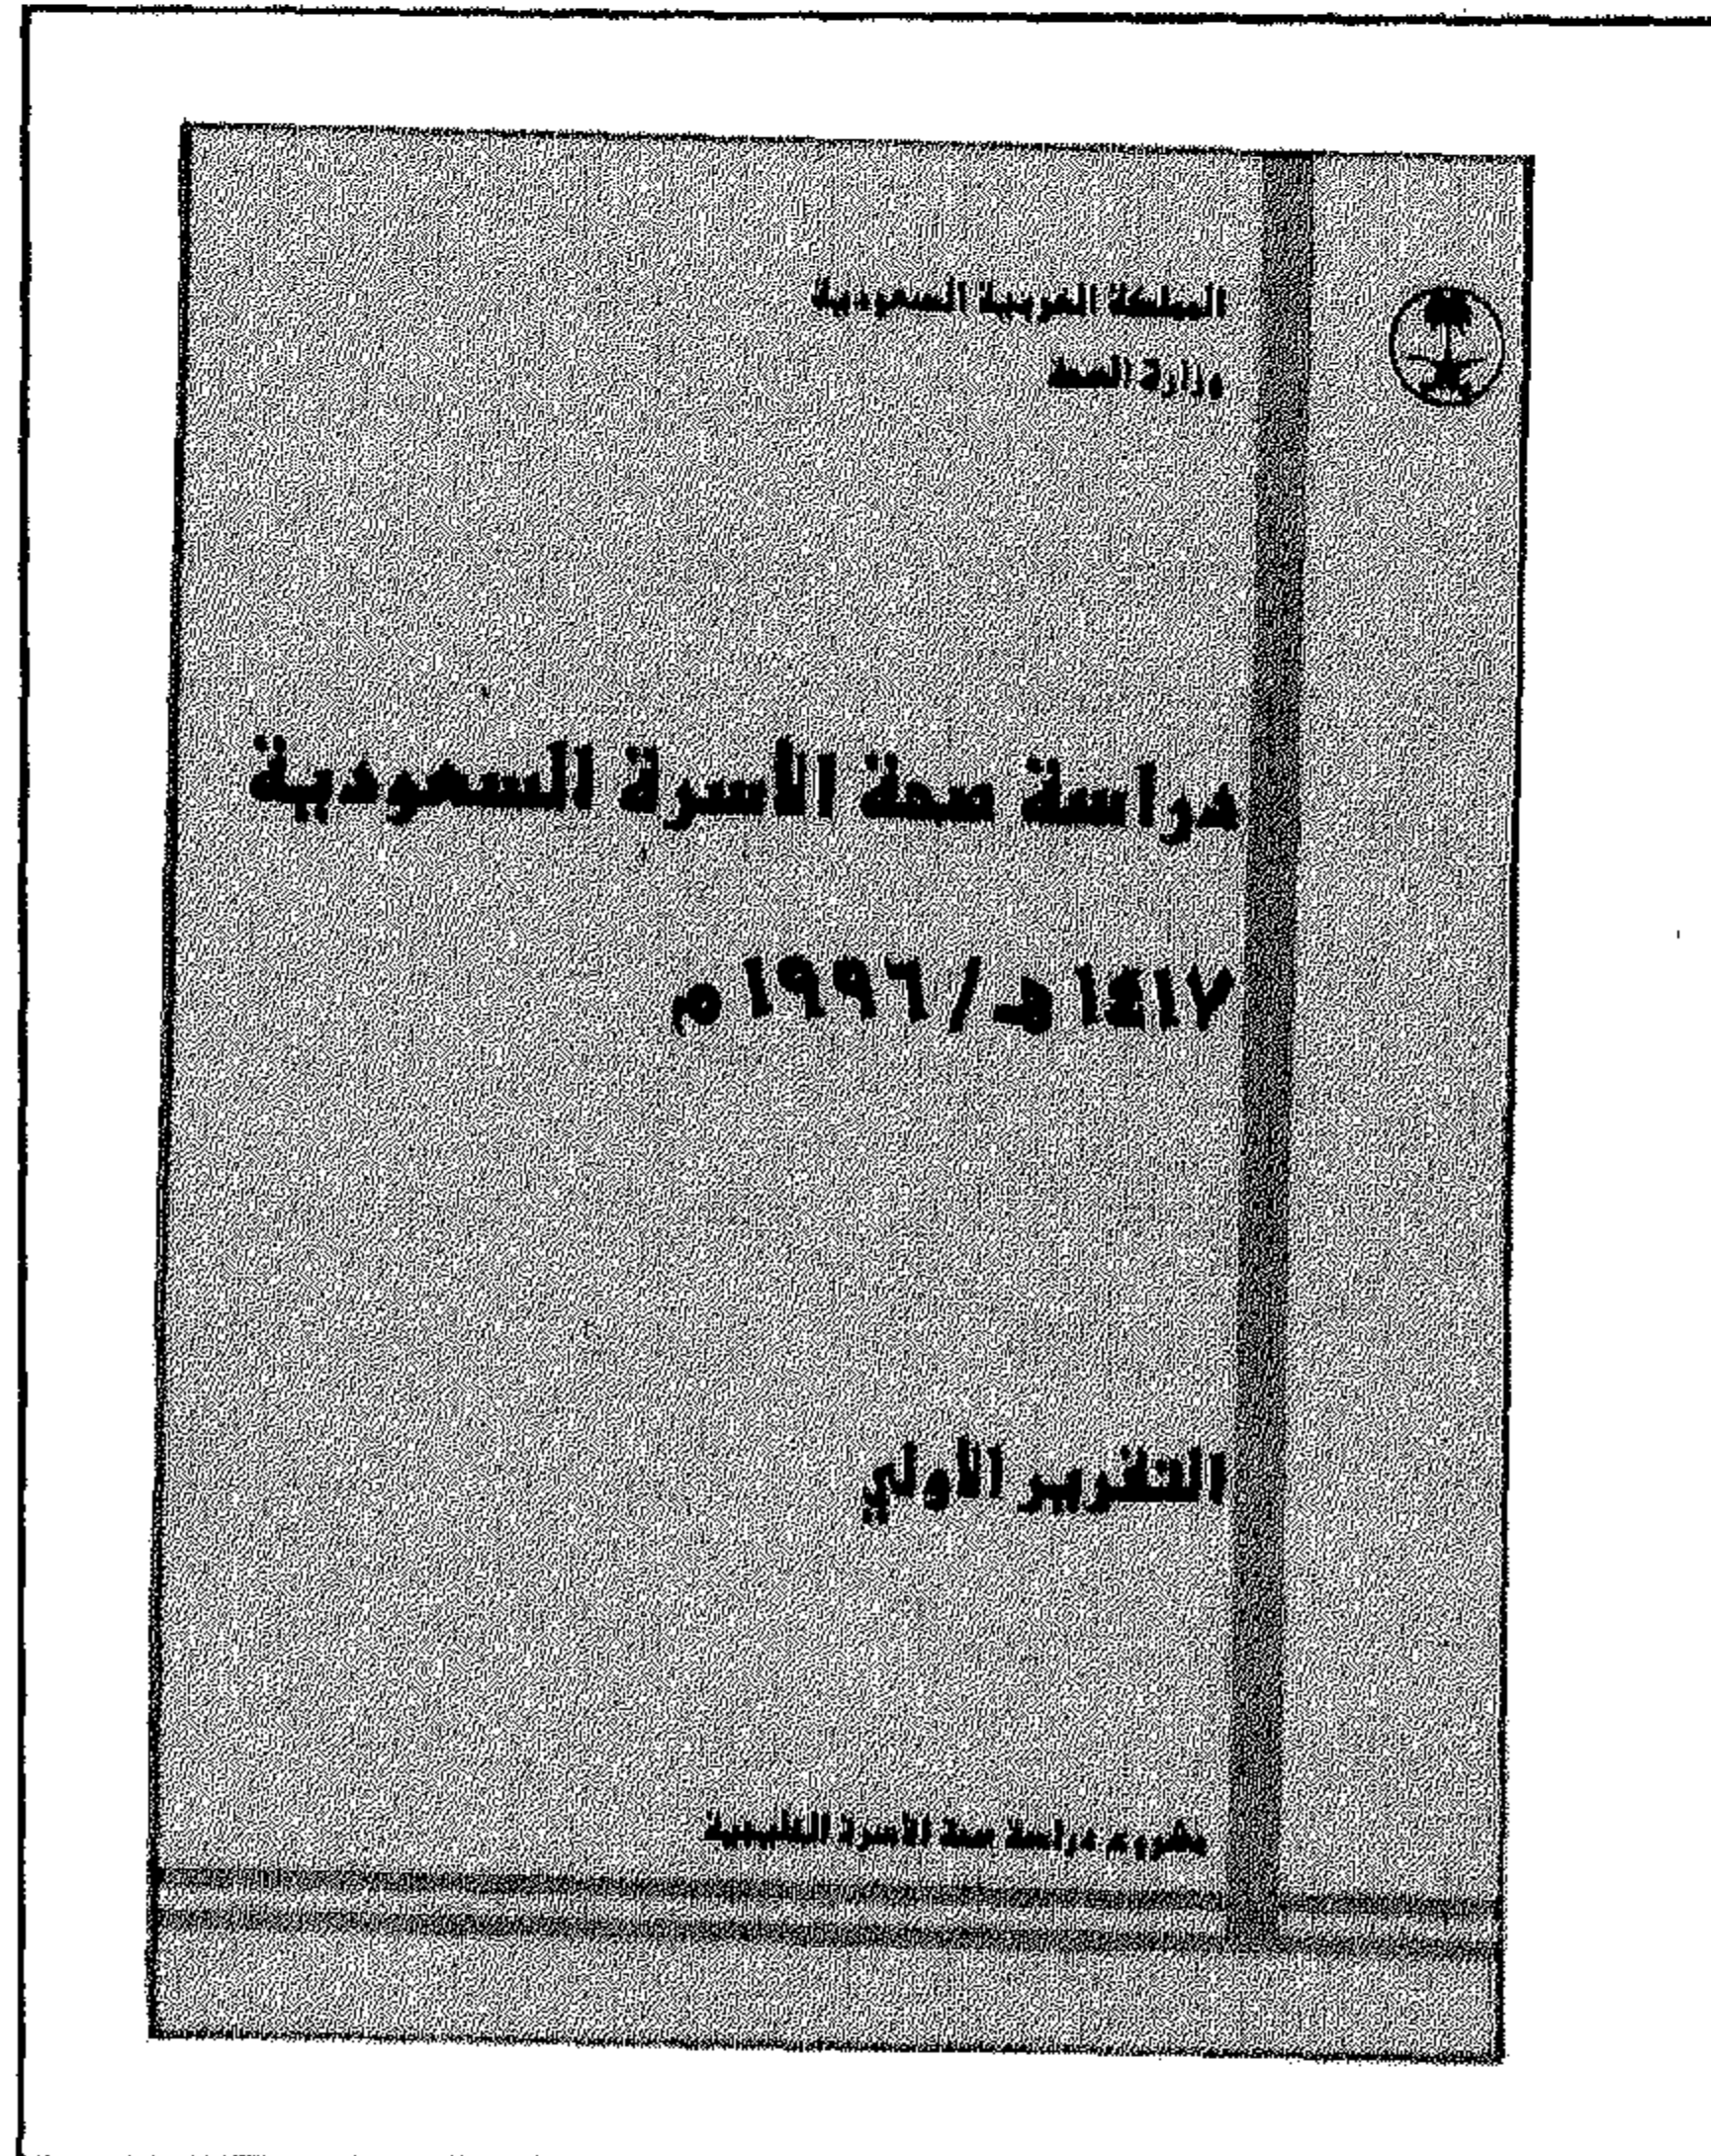 المملكة العربية السعودية
وزارة الصحة
دراسة صحة الأسرة السعودية
١٤١٧هـ / ١٩٩٦م
التقرير الأولي
مشروع دراسة صحة الأسرة الخليجية